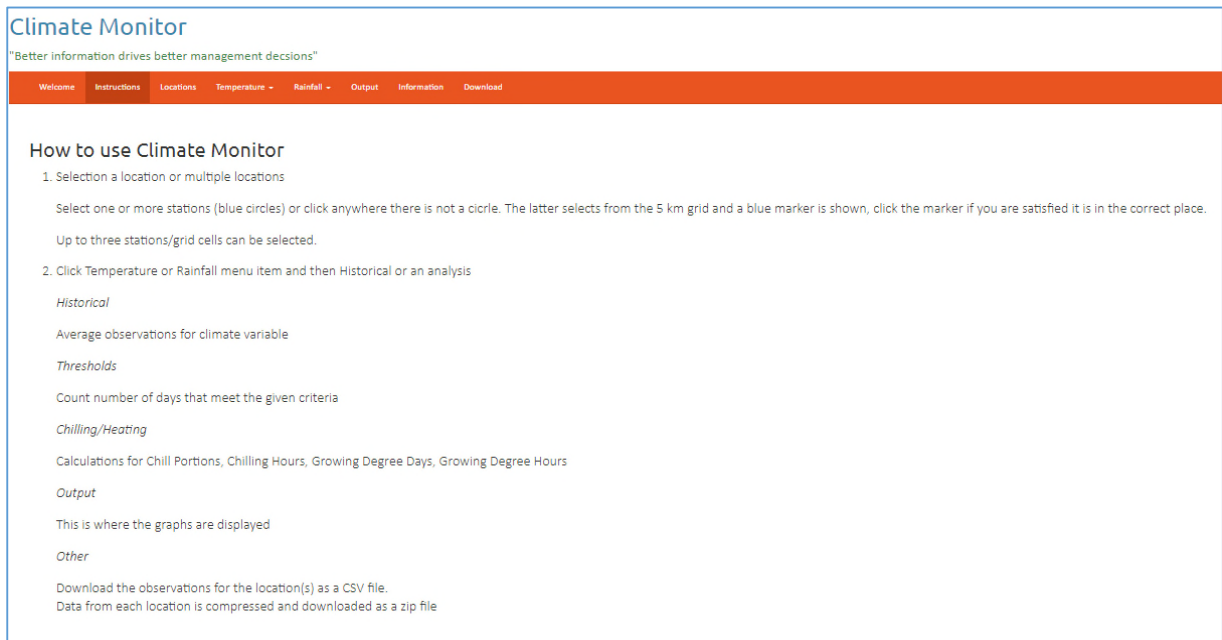 Climate Monitor
"Better information drives better management decsions"
Welcome Instructions Locations Temperature Rainfall Output Information Download
How to use Climate Monitor
1. Selection a location or multiple locations
Select one or more stations (blue circles) or click anywhere there is not a cicrle. The latter selects from the 5 km grid and a blue marker is shown, click the marker if you are satisfied it is in the correct place.
Up to three stations/grid cells can be selected.
2. Click Temperature or Rainfall menu item and then Historical or an analysis
Historical
Average observations for climate variable
Thresholds
Count number of days that meet the given criteria
Chilling/Heating
Calculations for Chill Portions, Chilling Hours, Growing Degree Days, Growing Degree Hours
Output
This is where the graphs are displayed
Other
Download the observations for the location(s) as a CSV file.
Data from each location is compressed and downloaded as a zip file